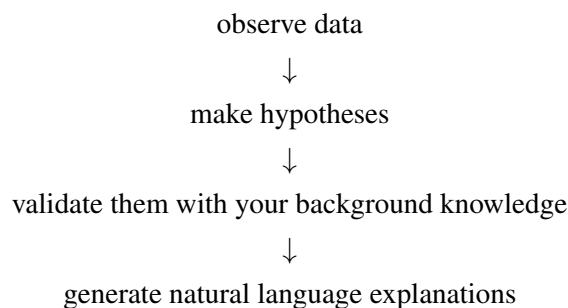 observe data
↓
make hypotheses
↓
validate them with your background knowledge
↓
generate natural language explanations